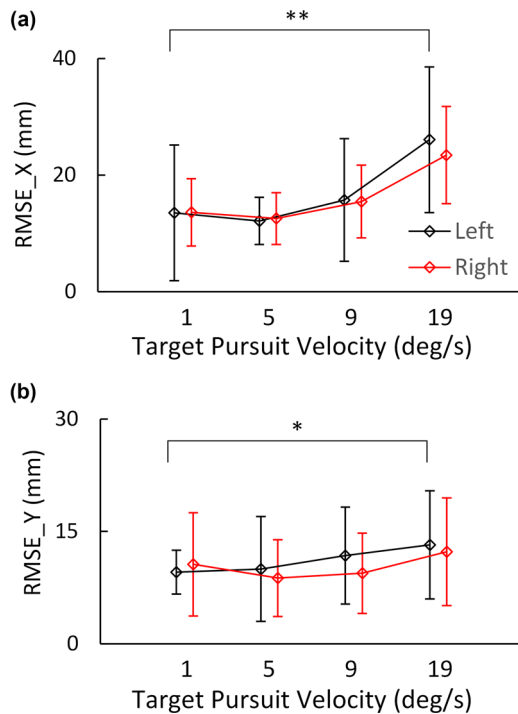 (a)
**
40
20
0
RMSE_X (mm)
Left
Right
1 5 9 19
Target Pursuit Velocity (deg/s)
(b)
*
30
15
0
RMSE_Y (mm)
1 5 9 19
Target Pursuit Velocity (deg/s)